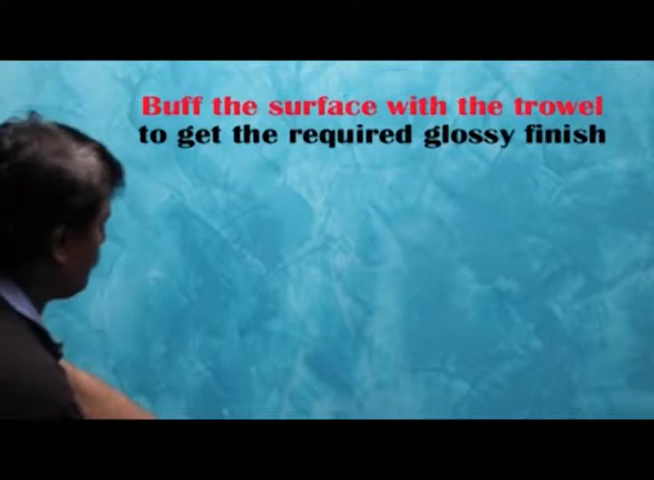 Buff the surface with the trowel
to get the required glossy finish